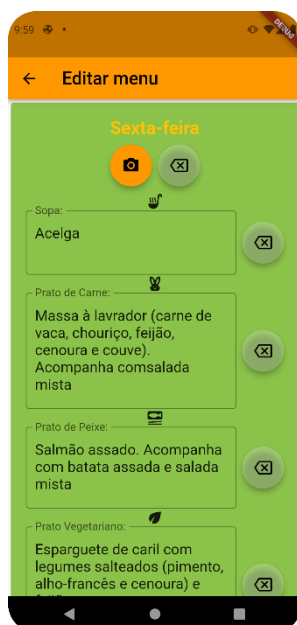 9:59
DEBUG
Editar menu
Sexta-feira
Sopa:
Acelga
Prato de Carne:
Massa à lavrador (carne de
vaca, chouriço, feijão,
cenoura e couve).
Acompanha comsalada
mista
Prato de Peixe:
Salmão assado. Acompanha
com batata assada e salada
mista
Prato Vegetariano:
Esparguete de caril com
legumes salteados (pimento,
alho-francês e cenoura) e